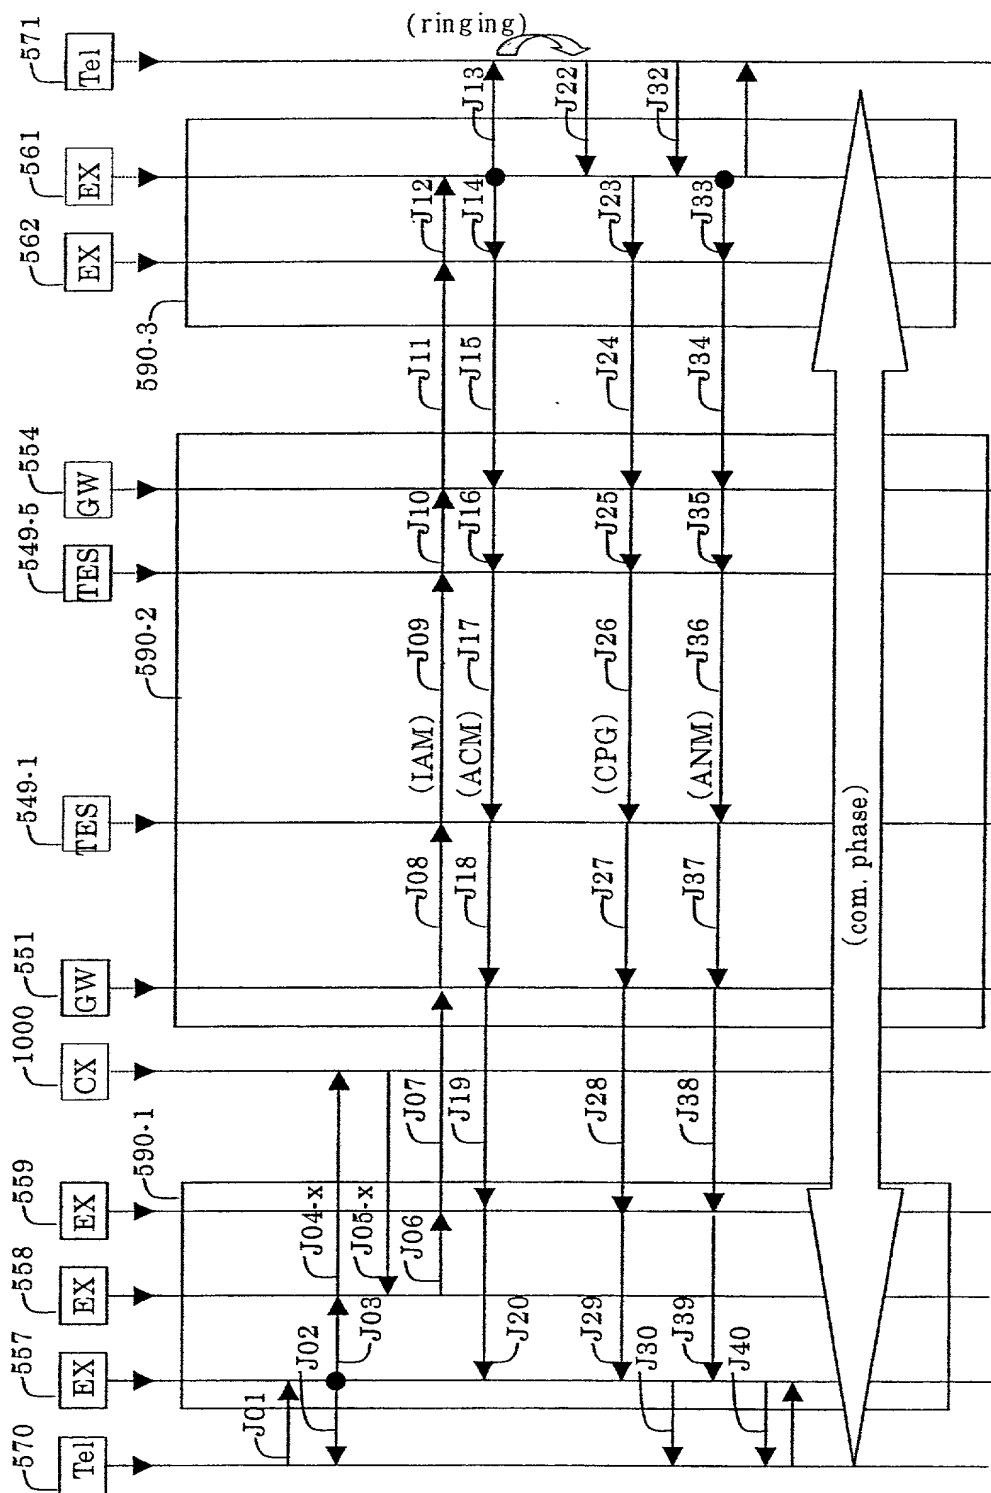 570
557
558
559
1000
551
549-1
549-5
554
562
561
571
Tel
EX
EX
EX
CX
GW
TES
TES
GW
EX
EX
Tel
590-1
590-2
590-3
J01
J02
J03
J04-x
J05-x
J06
J07
J08
(IAM)
J09
J10
J11
J12
J13
(ringing)
J20
J19
J18
(ACM)
J17
J16
J15
J14
J22
J29
J28
J27
(CPG)
J26
J25
J24
J23
J30
J32
J39
J38
J37
(ANM)
J36
J35
J34
J33
J40
(com. phase)